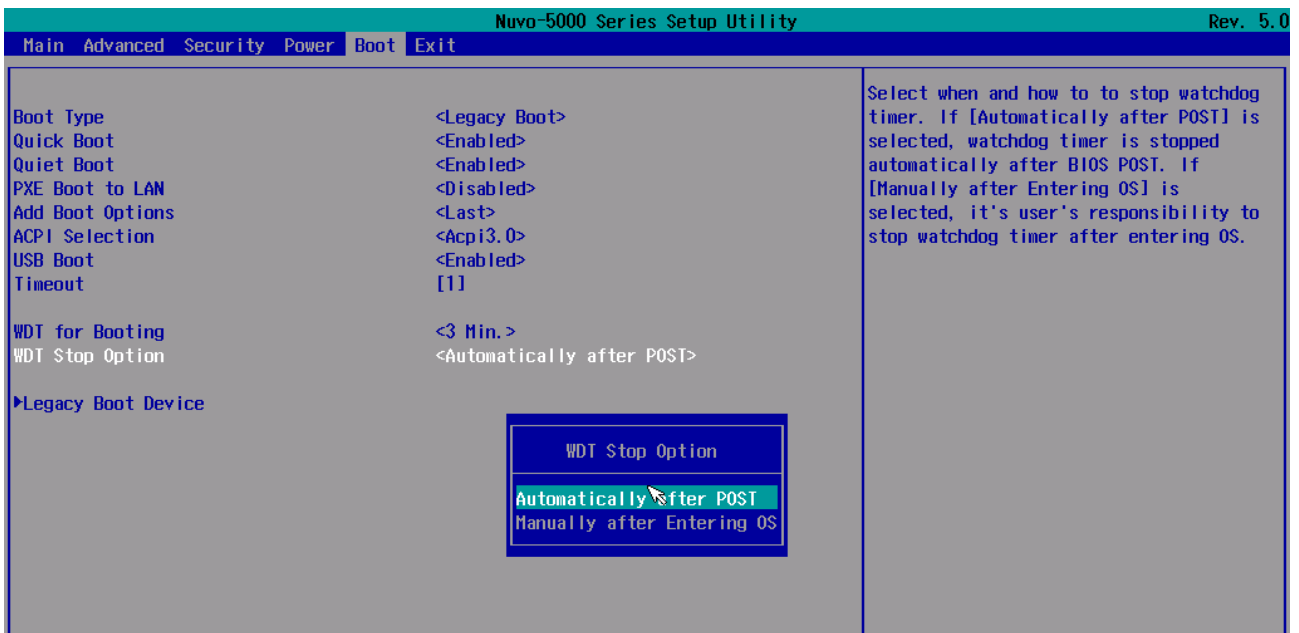 Nuvo-5000 Series Setup Utility Rev. 5.0
Main Advanced Security Power Boot Exit
Boot Type <Legacy Boot>
Quick Boot <Enabled>
Quiet Boot <Enabled>
PXE Boot to LAN <Disabled>
Add Boot Options <Last>
ACPI Selection <Acpi3.0>
USB Boot <Enabled>
Timeout [1]
WDT for Booting <3 Min.>
WDT Stop Option <Automatically after POST>
▶Legacy Boot Device
WDT Stop Option
Automatically after POST
Manually after Entering OS
Select when and how to to stop watchdog
timer. If [Automatically after POST] is
selected, watchdog timer is stopped
automatically after BIOS POST. If
[Manually after Entering OS] is
selected, it's user's responsibility to
stop watchdog timer after entering OS.